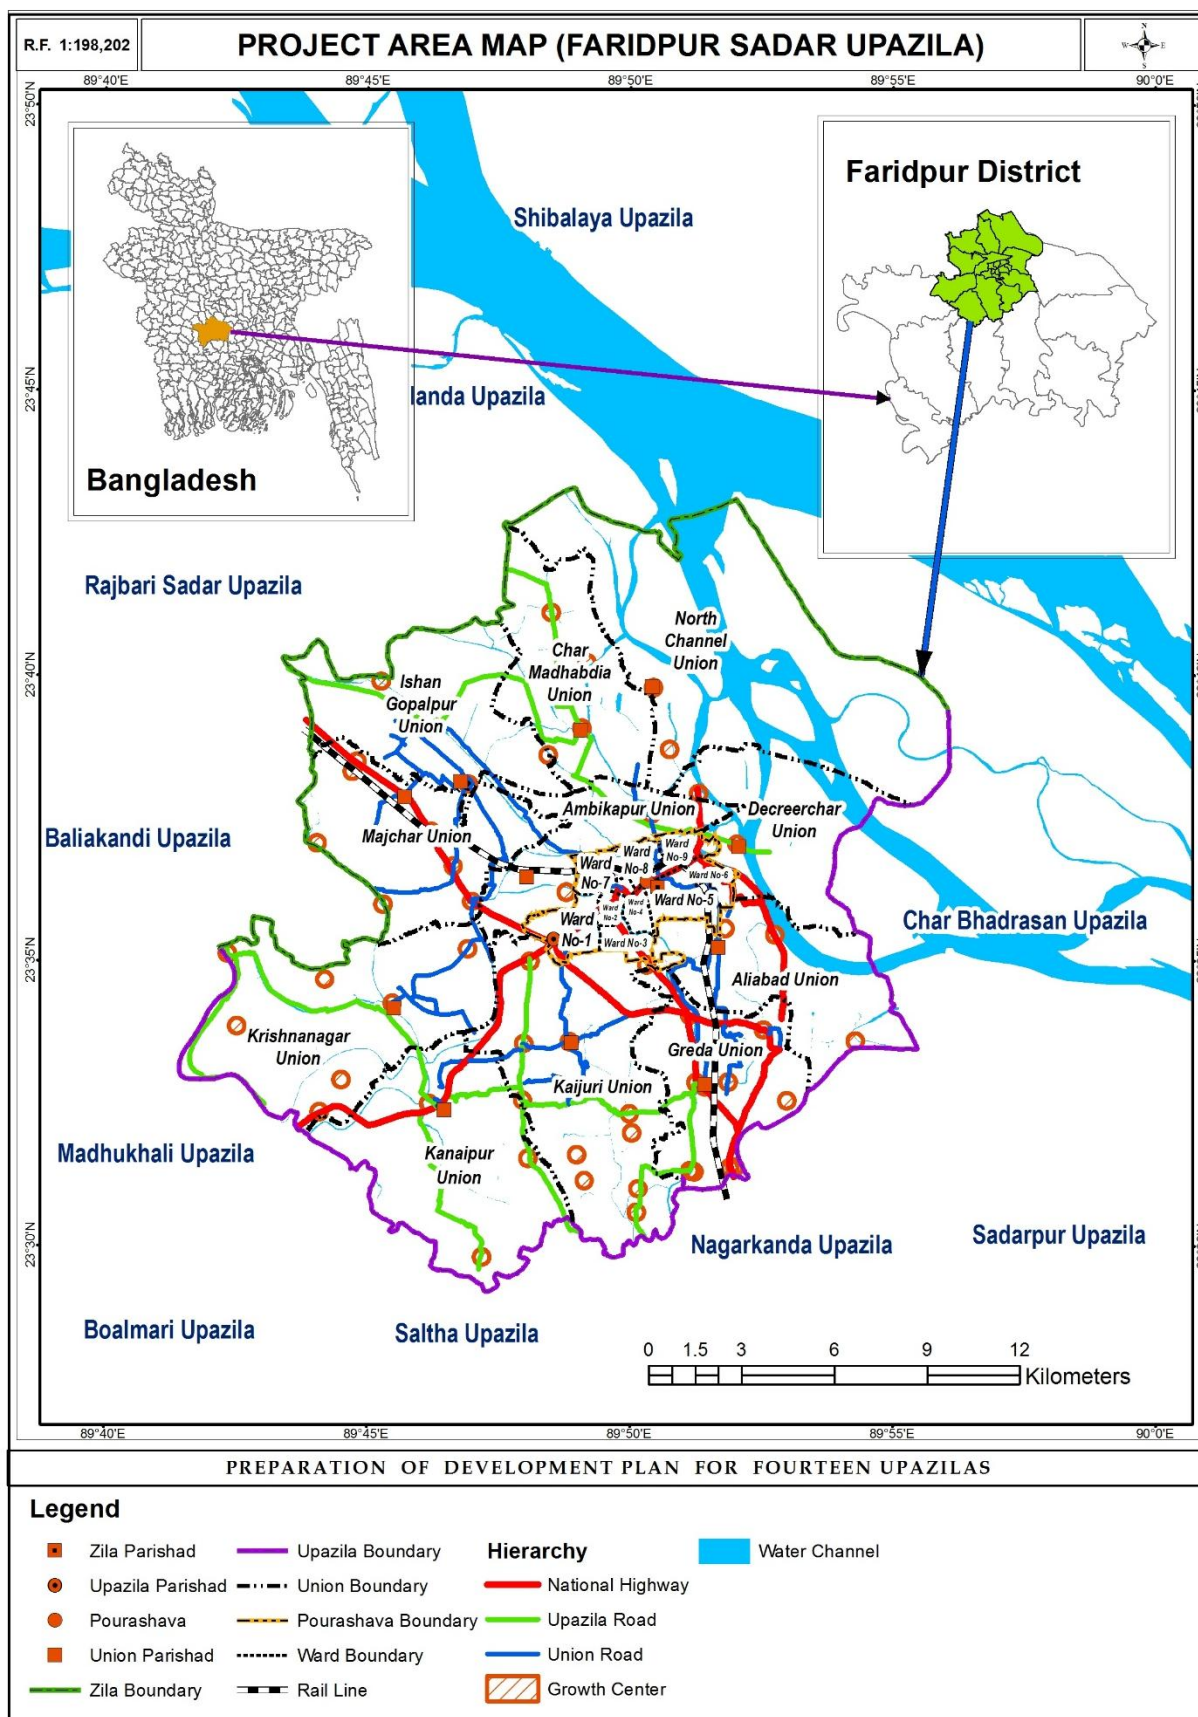 R.F. 1:198,202
PROJECT AREA MAP (FARIDPUR SADAR UPAZILA)
N
W E
S
89°40'E 89°45'E 89°50'E 89°55'E 90°0'E
23°50'N
23°45'N
23°40'N
23°35'N
23°30'N
Bangladesh
Faridpur District
Shibalaya Upazila
landa Upazila
Rajbari Sadar Upazila
North
Channel
Union
Char
Madhabdia
Union
Ishan
Gopalpur
Union
Ambikapur Union
Decreerchar
Union
Majchar Union
Baliakandi Upazila
Ward
No-9
Ward
No-8
Ward
No-7
Ward No-6
Ward No-5
Ward
No-4
Ward
No-2
Ward
No-1
Ward No-3
Char Bhadrasan Upazila
Aliabad Union
Krishnanagar
Union
Greda Union
Kaijuri Union
Kanaipur
Union
Madhukhali Upazila
Nagarkanda Upazila
Sadarpur Upazila
Boalmari Upazila
Saltha Upazila
0 1.5 3 6 9 12
Kilometers
89°40'E 89°45'E 89°50'E 89°55'E 90°0'E
PREPARATION OF DEVELOPMENT PLAN FOR FOURTEEN UPAZILAS
Legend
Zila Parishad
Upazila Parishad
Pourashava
Union Parishad
Zila Boundary
Upazila Boundary
Union Boundary
Pourashava Boundary
Ward Boundary
Rail Line
Hierarchy
National Highway
Upazila Road
Union Road
Growth Center
Water Channel